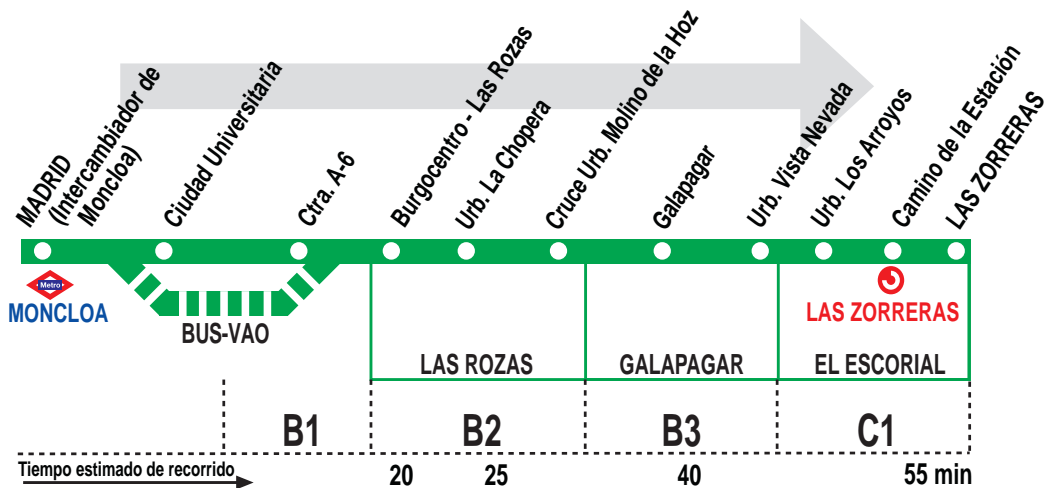 MADRID
(Intercambiador de
Moncloa)
Ciudad Universitaria
Ctra. A-6
Burgocentro - Las Rozas
Urb. La Chopera
Cruce Urb. Molino de la Hoz
Galapagar
Urb. Vista Nevada
Urb. Los Arroyos
Camino de la Estación
LAS ZORRERAS
Metro
MONCLOA
BUS-VAO
LAS ZORRERAS
LAS ROZAS
GALAPAGAR
EL ESCORIAL
B1
B2
B3
C1
Tiempo estimado de recorrido
20
25
40
55 min